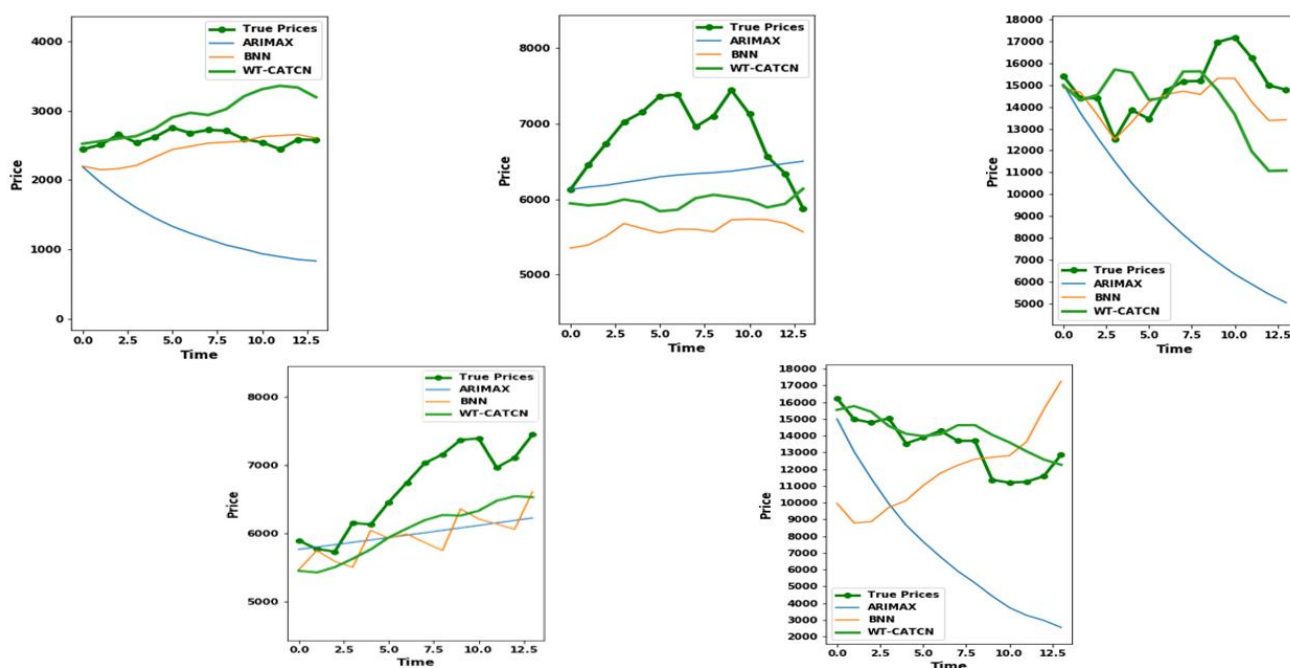 4000
3000
2000
1000
0
Price
True Prices
ARIMAX
BNN
WT-CATCN
0.0 2.5 5.0 7.5 10.0 12.5
Time
8000
7000
6000
5000
Price
True Prices
ARIMAX
BNN
WT-CATCN
0.0 2.5 5.0 7.5 10.0 12.5
Time
18000
17000
16000
15000
14000
13000
12000
11000
10000
9000
8000
7000
6000
5000
Price
True Prices
ARIMAX
BNN
WT-CATCN
0.0 2.5 5.0 7.5 10.0 12.5
Time
8000
7000
6000
5000
Price
True Prices
ARIMAX
BNN
WT-CATCN
0.0 2.5 5.0 7.5 10.0 12.5
Time
18000
17000
16000
15000
14000
13000
12000
11000
10000
9000
8000
7000
6000
5000
4000
3000
2000
Price
True Prices
ARIMAX
BNN
WT-CATCN
0.0 2.5 5.0 7.5 10.0 12.5
Time